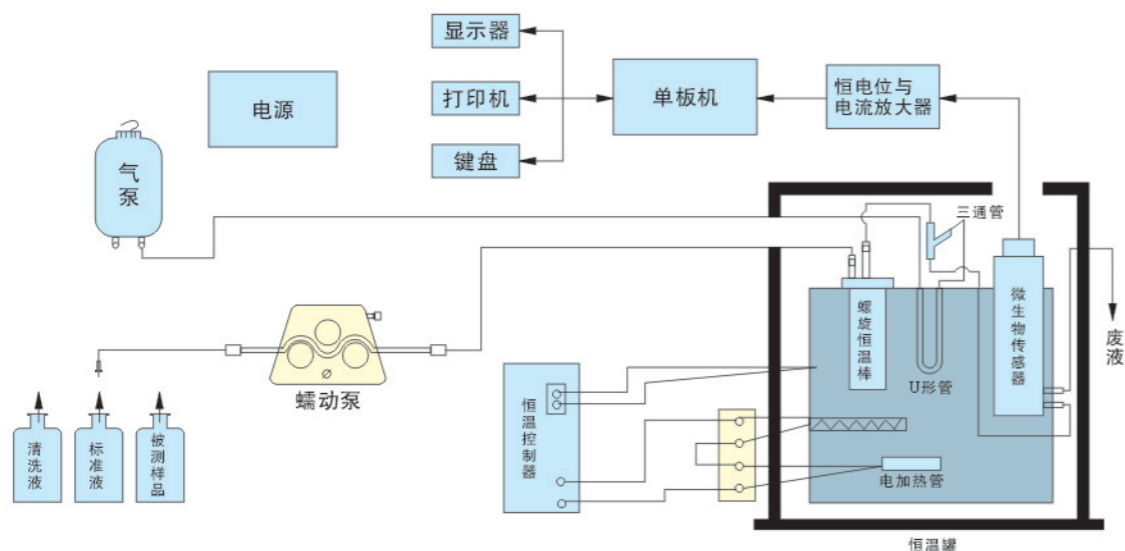 显示器
打印机
键盘
电源
单板机
恒电位与
电流放大器
气泵
三通管
微生物传感器
螺旋恒温棒
U形管
废液
蠕动泵
恒温控制器
电加热管
清洗液
标准液
被测样品
恒温罐